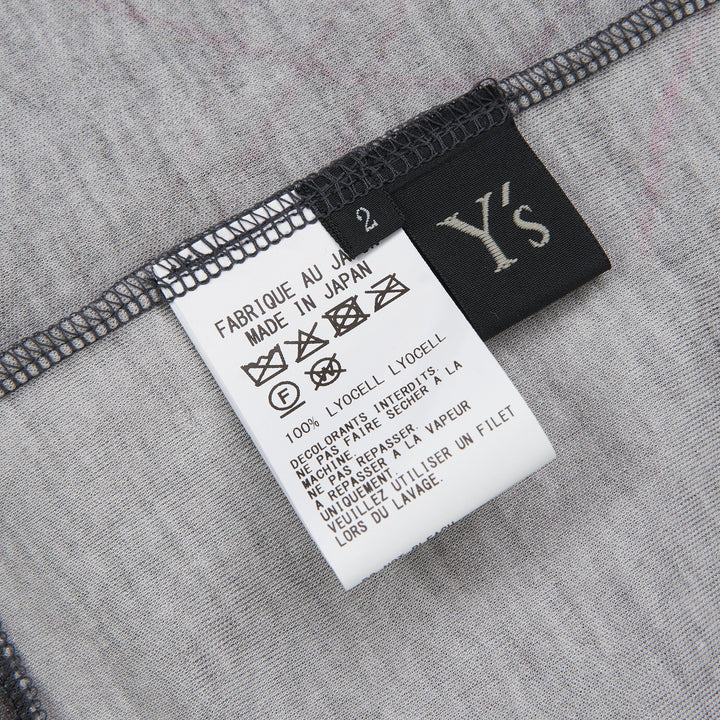 Y's
2
FABRIQUE AU
MADE IN JAPAN
F
W
100% LYOCELL LYOCELL
DECOLORANTS INTERDITS.
NE PAS FAIRE SECHER À LA
MACHINE.
NE PAS REPASSER.
A REPASSER À LA VAPEUR
UNIQUEMENT.
VEUILLEZ UTILISER UN FILET
LORS DU LAVAGE.